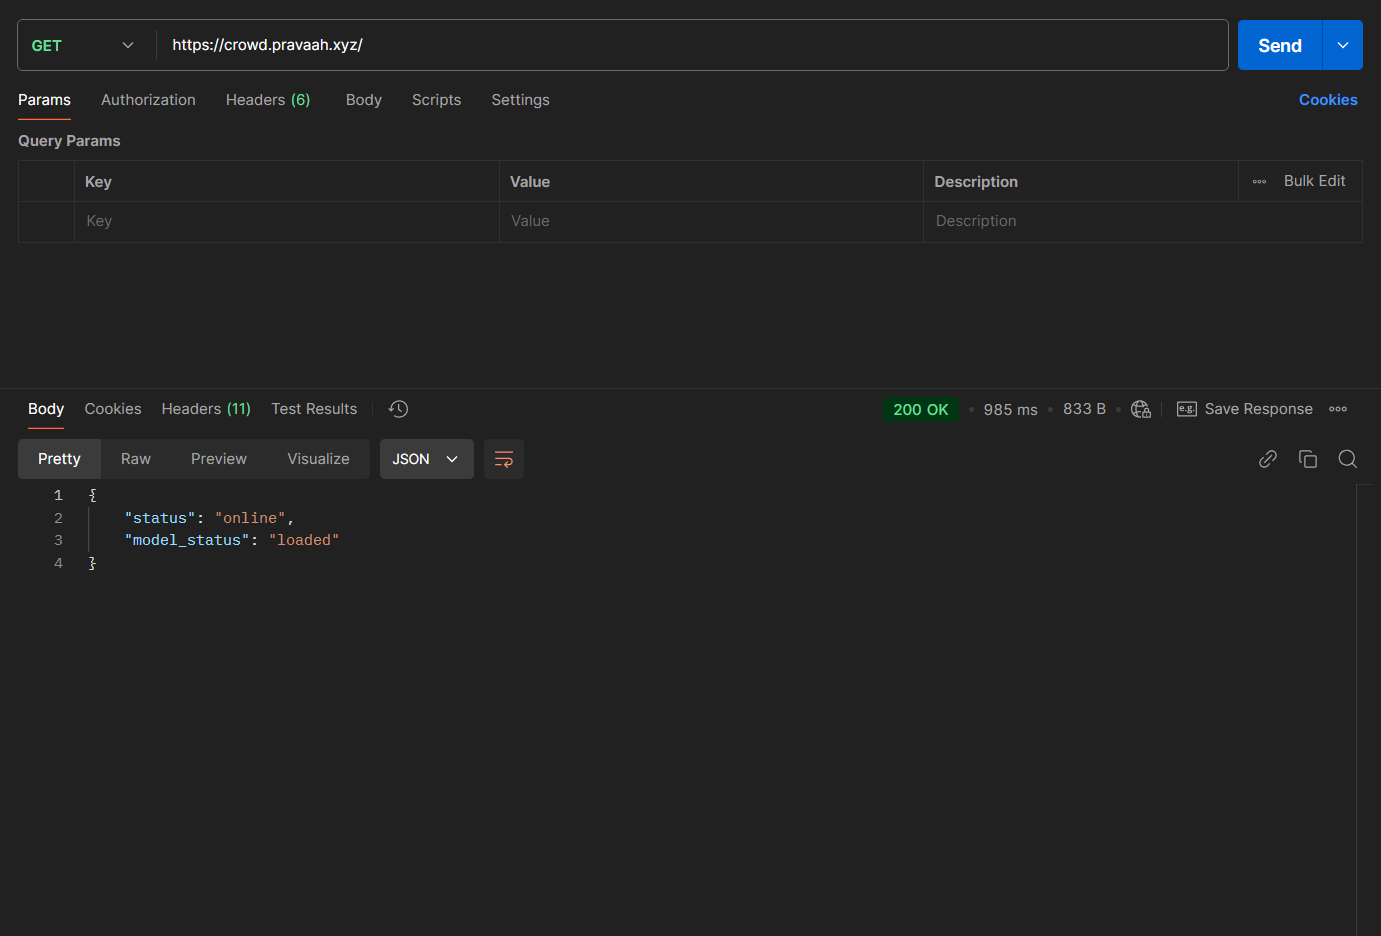 GET https://crowd.pravaah.xyz/ Send
Params Authorization Headers (6) Body Scripts Settings Cookies
Query Params
Key Value Description Bulk Edit
Key Value Description
Body Cookies Headers (11) Test Results 200 OK 985 ms 833 B e.g. Save Response
Pretty Raw Preview Visualize JSON
1 {
2 "status": "online",
3 "model_status": "loaded"
4 }